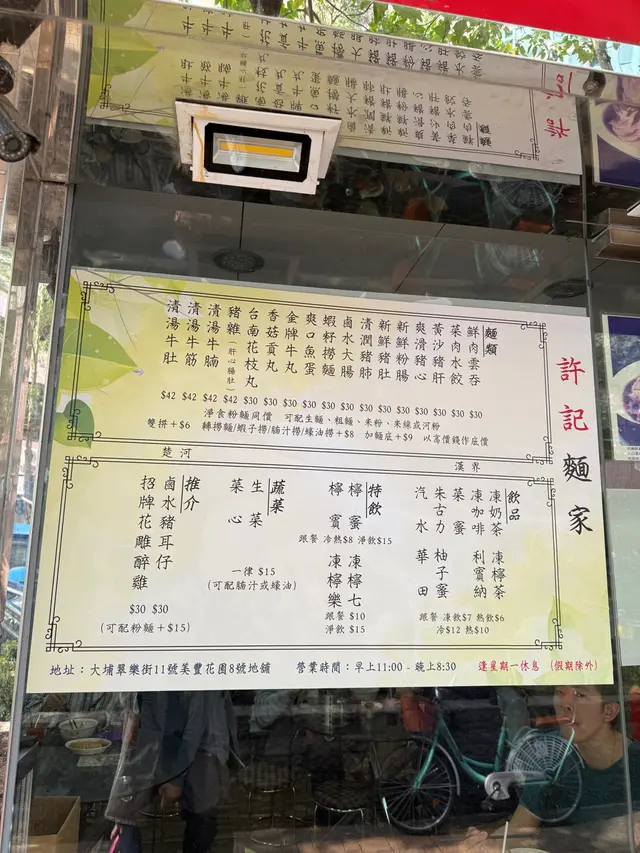 許記麵家
麵類
鮮肉雲吞 $30
菜肉水餃 $30
黃沙豬肝 $30
爽滑豬心 $30
新鮮粉腸 $30
新鮮豬肚 $30
清潤豬肺 $30
鹵水大腸 $30
蝦籽撈麵 $30
爽口魚蛋 $30
金牌牛丸 $30
香菇貢丸 $30
台南花枝丸 $30
豬雜(肝心腸肚) $30
清湯牛腩 $42
清湯牛筋 $42
清湯牛肚 $42
淨食粉麵同價 可配生麵、粗麵、米粉、米線或河粉
雙拼+$6 轉撈麵/蝦子撈/腩汁撈/蠔油撈+$8 加麵底+$9 以高價錢作底價
楚河
漢界
飲品
凍奶茶 凍檸茶
凍咖啡 利賓納
菜蜜 柚子蜜
朱古力
汽水 華田
跟餐 凍飲$7 熱飲$6
冷$12 熱$10
特飲
檸蜜
檸賓
跟餐 冷熱$8 淨飲$15
凍檸七
凍檸樂
跟餐 $10
淨飲 $15
蔬菜
生菜
菜心
一律 $15
(可配腩汁或蠔油)
推介
鹵水豬耳仔
招牌花雕醉雞
$30 $30
(可配粉麵+$15)
地址：大埔翠樂街11號美豐花園8號地舖 營業時間：早上11:00 - 晚上8:30 逢星期一休息 (假期除外)